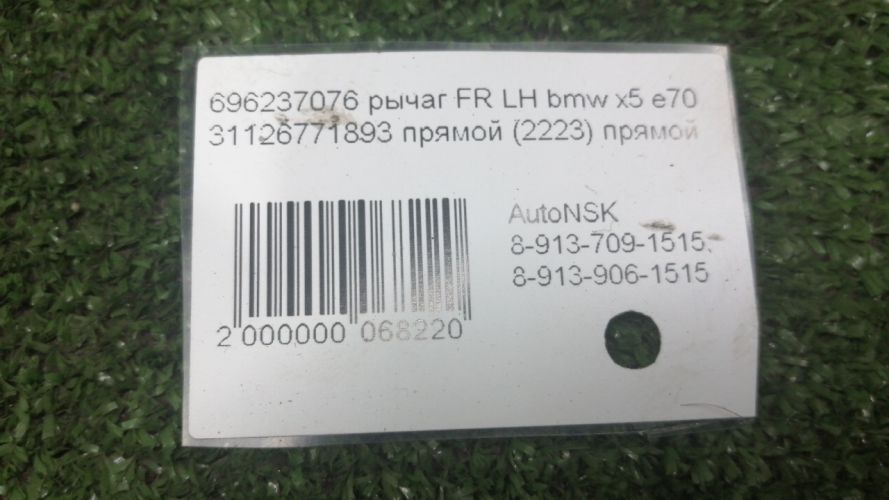 696237076 рычаг FR LH bmw x5 e70
31126771893 прямой (2223) прямой
AutoNSK
8-913-709-1515.
8-913-906-1515
2 000000 068220